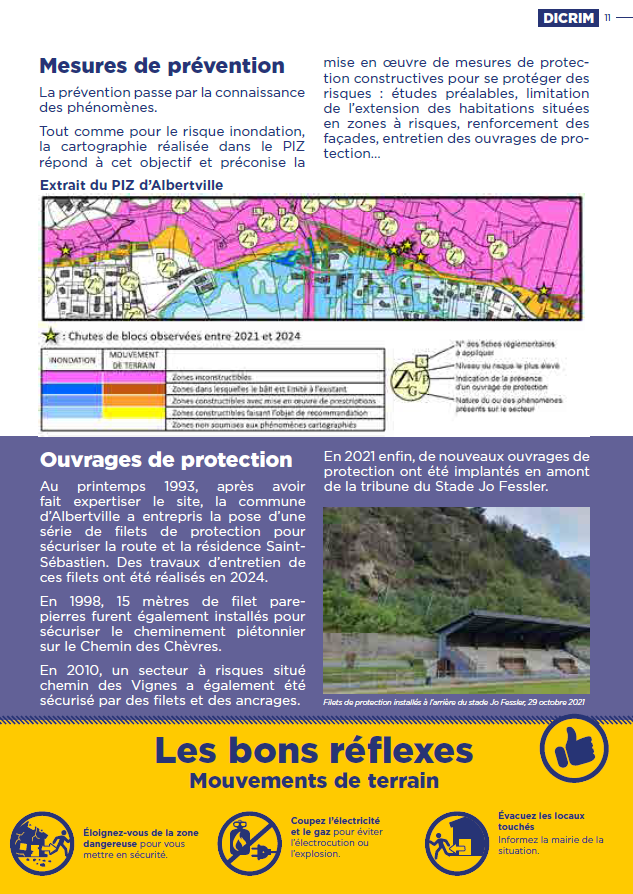 DICRIM 11
Mesures de prévention
La prévention passe par la connaissance
des phénomènes.
Tout comme pour le risque inondation,
la cartographie réalisée dans le PIZ
répond à cet objectif et préconise la
mise en œuvre de mesures de protec-
tion constructives pour se protéger des
risques : études préalables, limitation
de l'extension des habitations situées
en zones à risques, renforcement des
façades, entretien des ouvrages de pro-
tection...
Extrait du PIZ d'Albertville
: Chutes de blocs observées entre 2021 et 2024
INONDATION
MOUVEMENT
DE TERRAIN
Zones inconstructibles
Zones dans lesquelles le bâti est limité à l'existant
Zones constructibles avec mise en œuvre de prescriptions
Zones constructibles faisant l'objet de recommandation
Zones non soumises aux phénomènes cartographiés
N° des fiches réglementaires
à appliquer
Niveau du risque le plus élevé
Indication de la présence
d'un ouvrage de protection
Nature du ou des phénomènes
présents sur le secteur
Ouvrages de protection
Au printemps 1993, après avoir
fait expertiser le site, la commune
d'Albertville a entrepris la pose d'une
série de filets de protection pour
sécuriser la route et la résidence Saint-
Sébastien. Des travaux d'entretien de
ces filets ont été réalisés en 2024.
En 1998, 15 mètres de filet pare-
pierres furent également installés pour
sécuriser le cheminement piétonnier
sur le Chemin des Chèvres.
En 2010, un secteur à risques situé
chemin des Vignes a également été
sécurisé par des filets et des ancrages.
En 2021 enfin, de nouveaux ouvrages de
protection ont été implantés en amont
de la tribune du Stade Jo Fessler.
Filets de protection installés à l'arrière du stade Jo Fessler, 29 octobre 2021
Les bons réflexes
Mouvements de terrain
Éloignez-vous de la zone
dangereuse pour vous
mettre en sécurité.
Coupez l'électricité
et le gaz pour éviter
l'électrocution ou
l'explosion.
Évacuez les locaux
touchés
Informez la mairie de la
situation.